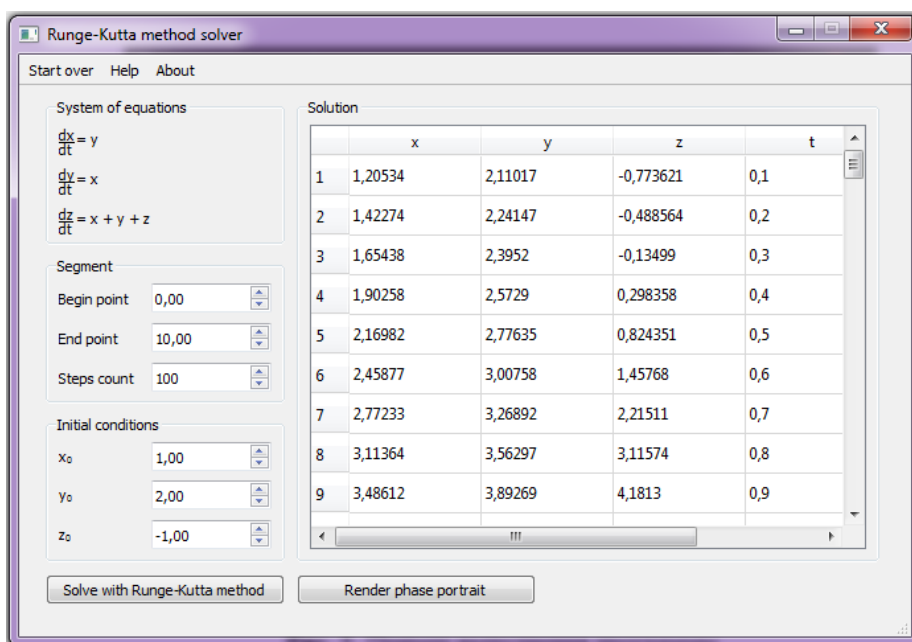 Runge-Kutta method solver
Start over Help About
System of equations
dx/dt = y
dy/dt = x
dz/dt = x + y + z
Segment
Begin point 0,00
End point 10,00
Steps count 100
Initial conditions
x₀ 1,00
y₀ 2,00
z₀ -1,00
Solve with Runge-Kutta method
Solution
x y z t
1 1,20534 2,11017 -0,773621 0,1
2 1,42274 2,24147 -0,488564 0,2
3 1,65438 2,3952 -0,13499 0,3
4 1,90258 2,5729 0,298358 0,4
5 2,16982 2,77635 0,824351 0,5
6 2,45877 3,00758 1,45768 0,6
7 2,77233 3,26892 2,21511 0,7
8 3,11364 3,56297 3,11574 0,8
9 3,48612 3,89269 4,1813 0,9
Render phase portrait